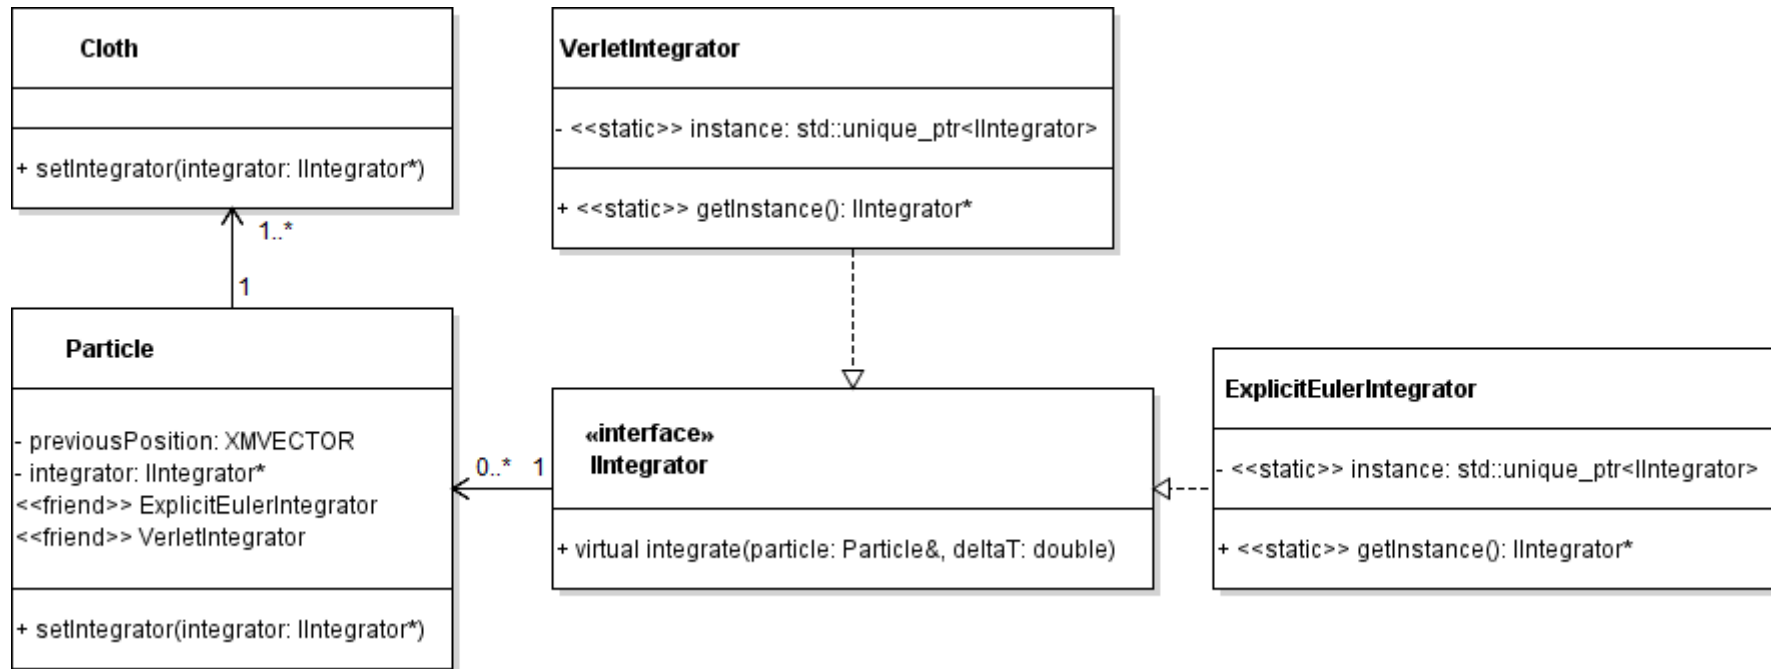 Cloth
+ setIntegrator(integrator: IIntegrator*)
1..*
1
Particle
- previousPosition: XMVECTOR
- integrator: IIntegrator*
<<friend>> ExplicitEulerIntegrator
<<friend>> VerletIntegrator
+ setIntegrator(integrator: IIntegrator*)
VerletIntegrator
- <<static>> instance: std::unique_ptr<IIntegrator>
+ <<static>> getInstance(): IIntegrator*
0..* 1
«interface»
IIntegrator
+ virtual integrate(particle: Particle&, deltaT: double)
ExplicitEulerIntegrator
- <<static>> instance: std::unique_ptr<IIntegrator>
+ <<static>> getInstance(): IIntegrator*